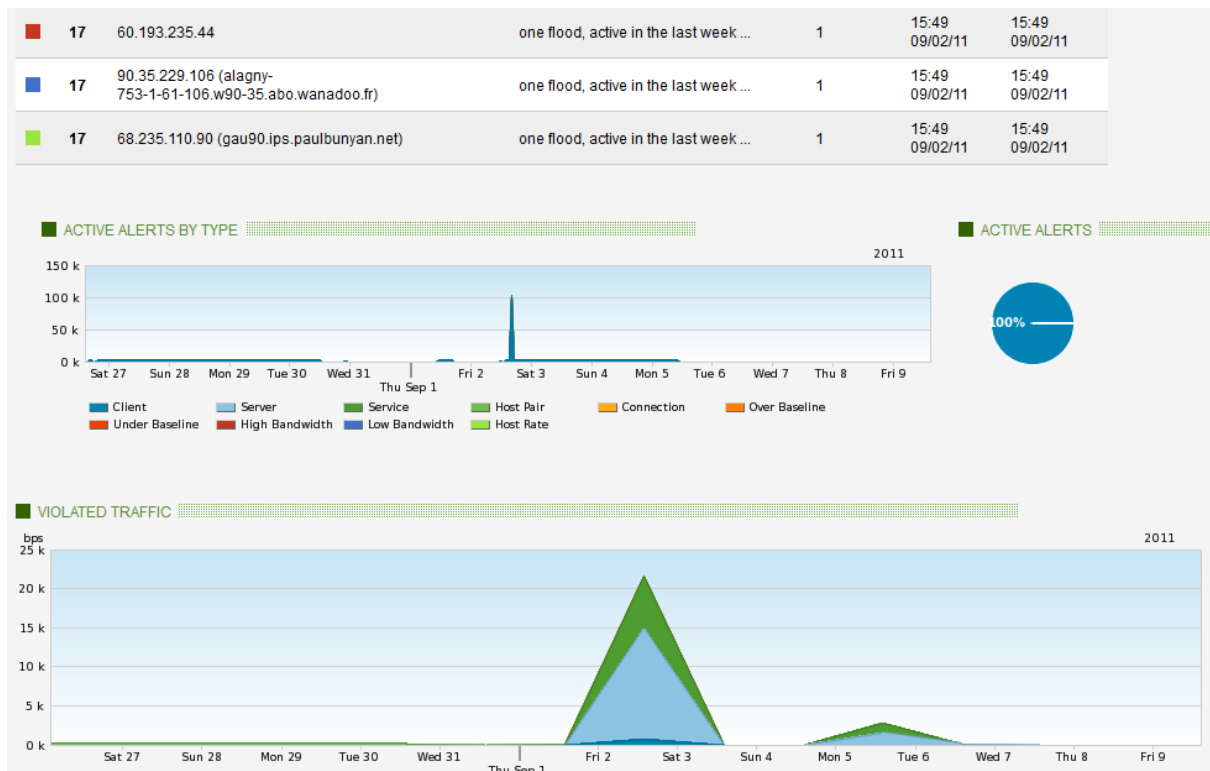 17 60.193.235.44 one flood, active in the last week ... 1 15:49 09/02/11 15:49 09/02/11
17 90.35.229.106 (alagny-
753-1-61-106.w90-35.abo.wanadoo.fr) one flood, active in the last week ... 1 15:49 09/02/11 15:49 09/02/11
17 68.235.110.90 (gau90.ips.paulbunyan.net) one flood, active in the last week ... 1 15:49 09/02/11 15:49 09/02/11
ACTIVE ALERTS BY TYPE
2011
150 k
100 k
50 k
0 k
Sat 27 Sun 28 Mon 29 Tue 30 Wed 31 Thu Sep 1 Fri 2 Sat 3 Sun 4 Mon 5 Tue 6 Wed 7 Thu 8 Fri 9
Client Server Service Host Pair Connection Over Baseline
Under Baseline High Bandwidth Low Bandwidth Host Rate
ACTIVE ALERTS
100%
VIOLATED TRAFFIC
bps
2011
25 k
20 k
15 k
10 k
5 k
0 k
Sat 27 Sun 28 Mon 29 Tue 30 Wed 31 Thu Sep 1 Fri 2 Sat 3 Sun 4 Mon 5 Tue 6 Wed 7 Thu 8 Fri 9